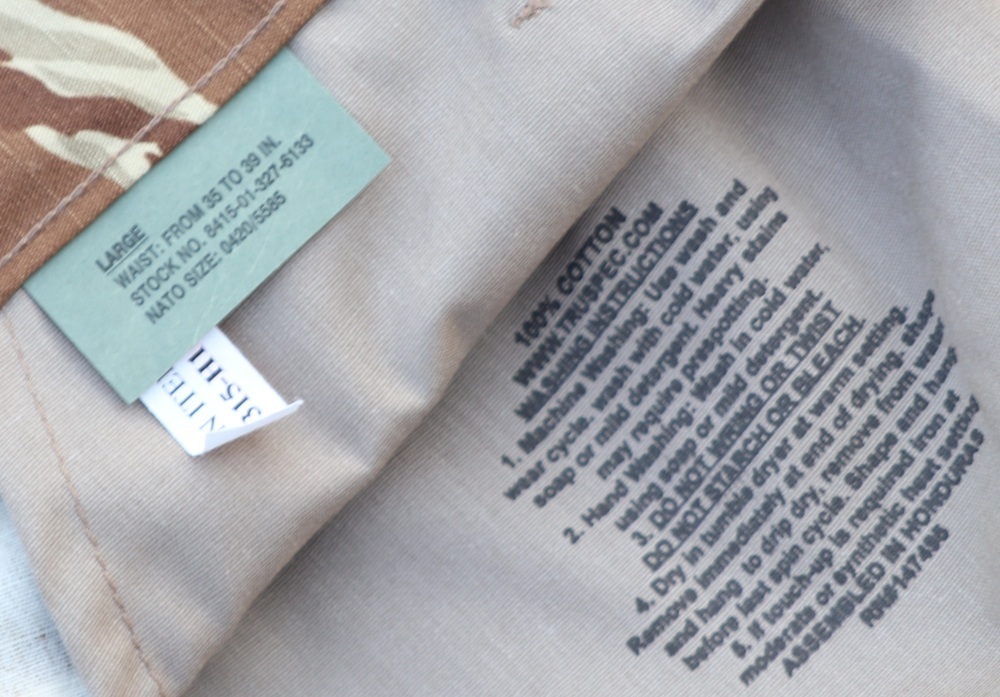 LARGE
WAIST: FROM 35 TO 39 IN.
STOCK NO. 8415-01-327-6133
NATO SIZE: 0420/5585
NITE
315-H1
100% COTTON
WWW.TRUSPEC.COM
WASHING INSTRUCTIONS
1. Machine Washing: Use wash and
wear cycle, wash with cold water, using
soap or mild detergent. Heavy stains
may require prespotting.
2. Hand Washing: Wash in cold water,
using soap or mild detergent.
3. DO NOT WRING OR TWIST
DO NOT STARCH OR BLEACH.
4. Dry in tumble dryer at warm setting.
Remove immediately at end of drying. shape
and hang to drip dry, remove from water
before last spin cycle. Shape and hang
5. If touch-up is required iron at
moderate or synthetic heat setting
ASSEMBLED IN HONDURAS
RN#147485